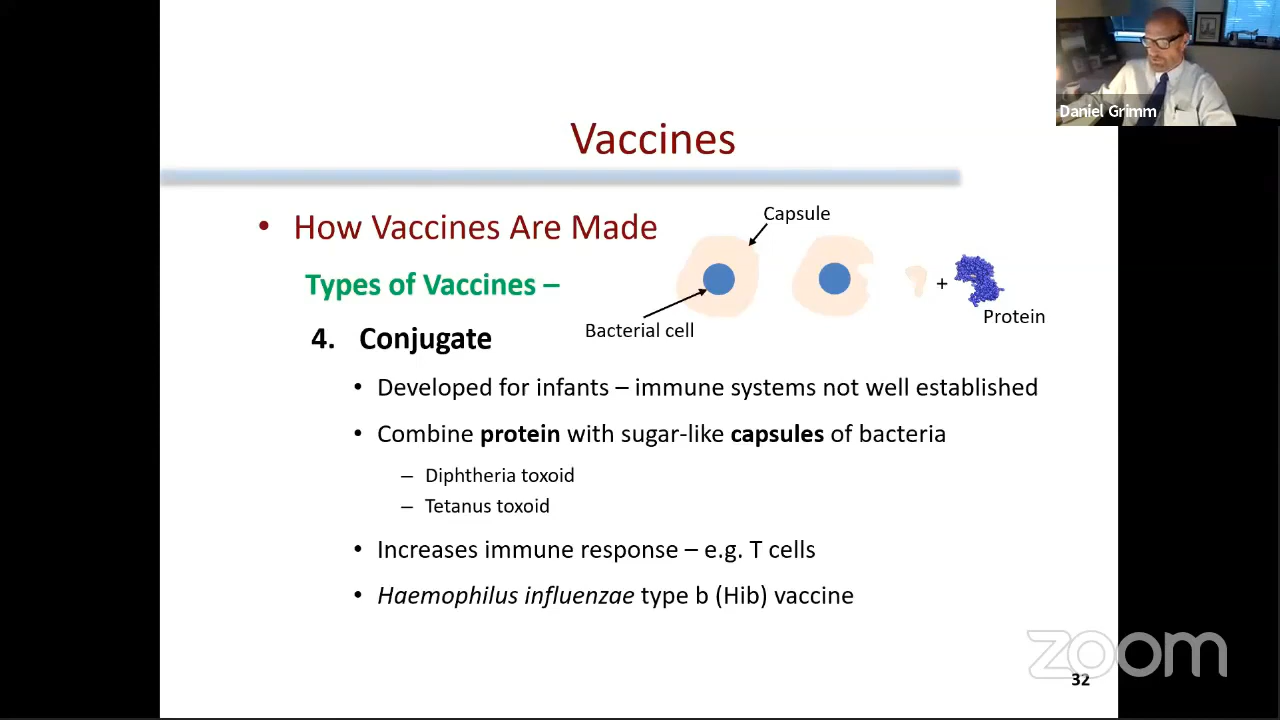 Daniel Grimm
Vaccines
• How Vaccines Are Made
Capsule
Types of Vaccines –
+
Protein
Bacterial cell
4. Conjugate
• Developed for infants – immune systems not well established
• Combine protein with sugar-like capsules of bacteria
– Diphtheria toxoid
– Tetanus toxoid
• Increases immune response – e.g. T cells
• Haemophilus influenzae type b (Hib) vaccine
zoom
32